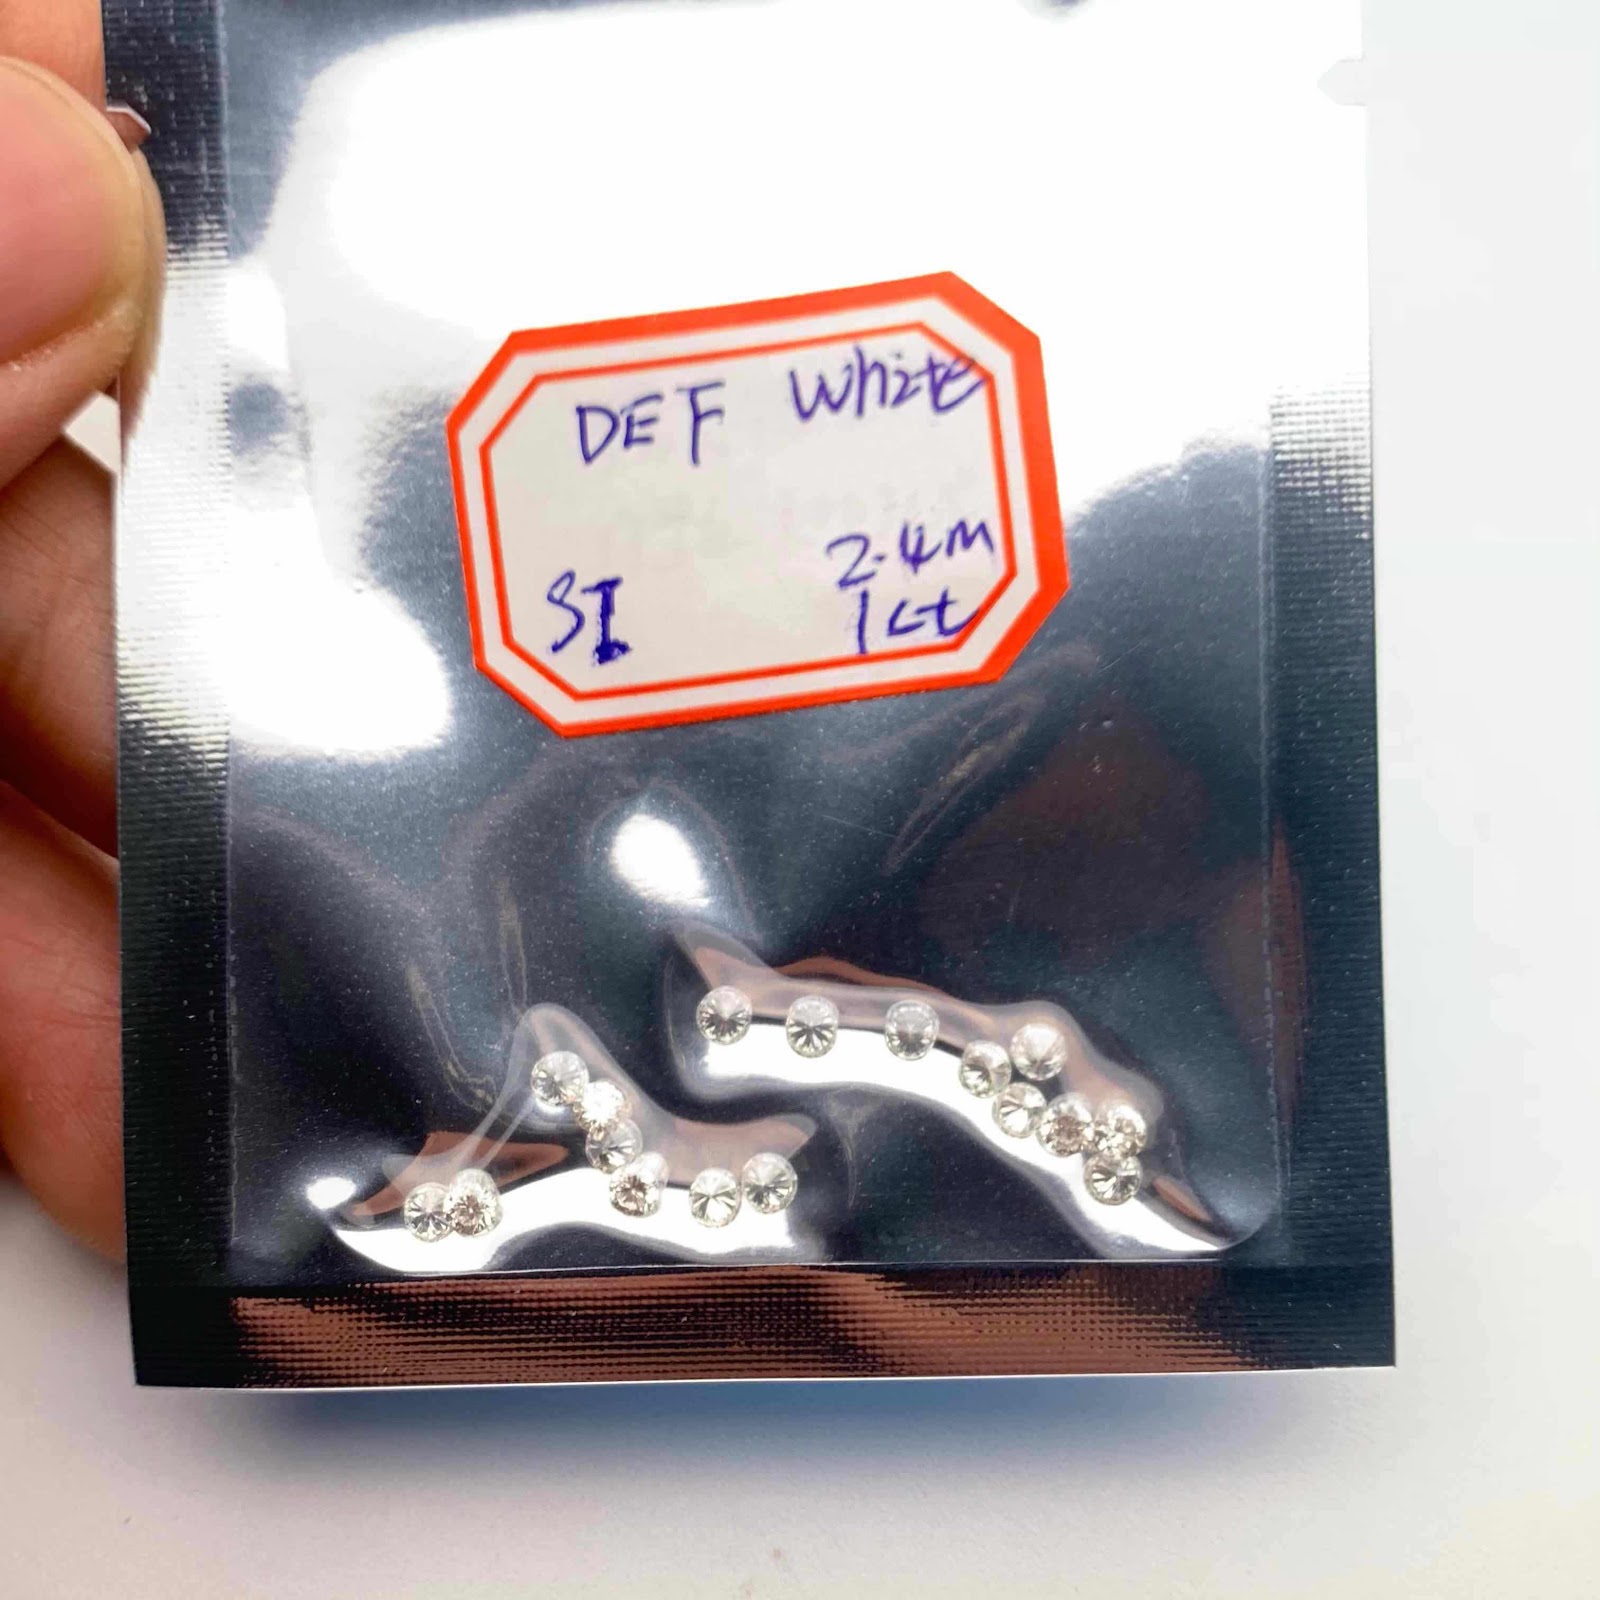 DEF White
SI 2.4m
1ct